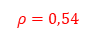 ρ = 0,54